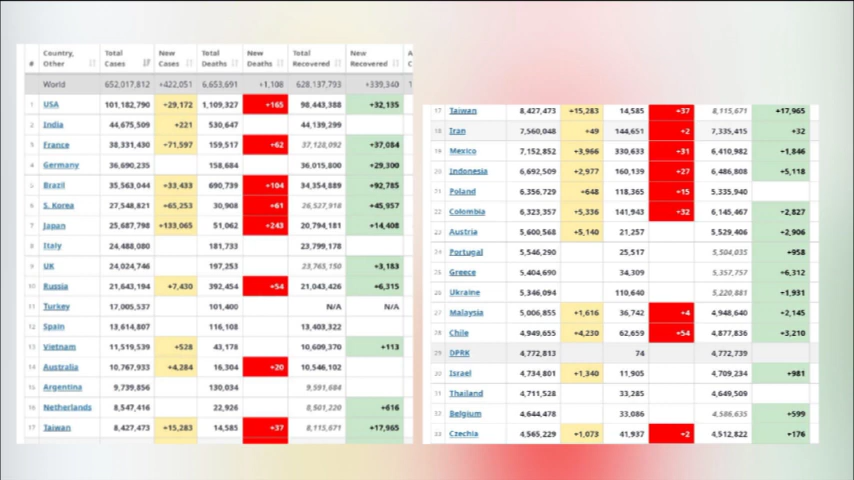 Country, Total New Total New Total New A
# Other Cases Cases Deaths Deaths Recovered Recovered C
World 652,017,812 +422,051 6,653,691 +1,108 628,137,793 +339,340 1
1 USA 101,182,790 +29,172 1,109,327 +165 98,443,388 +32,135
2 India 44,675,509 +221 530,647 44,139,299
3 France 38,331,430 +71,597 159,517 +62 37,128,092 +37,084
4 Germany 36,690,235 158,684 36,015,800 +29,300
5 Brazil 35,563,044 +33,433 690,739 +104 34,354,889 +92,785
6 S. Korea 27,548,821 +65,253 30,908 +61 26,527,918 +45,957
7 Japan 25,687,798 +133,065 51,062 +243 20,794,181 +14,408
8 Italy 24,488,080 181,733 23,799,178
9 UK 24,024,746 197,253 23,765,150 +3,183
10 Russia 21,643,194 +7,430 392,454 +54 21,043,426 +6,315
11 Turkey 17,005,537 101,400 N/A N/A
12 Spain 13,614,807 116,108 13,403,322
13 Vietnam 11,519,539 +528 43,178 10,609,370 +113
14 Australia 10,767,933 +4,284 16,304 +20 10,546,102
15 Argentina 9,739,856 130,034 9,591,684
16 Netherlands 8,547,416 22,926 8,501,220 +616
17 Taiwan 8,427,473 +15,283 14,585 +37 8,115,671 +17,965
17 Taiwan 8,427,473 +15,283 14,585 +37 8,115,671 +17,965
18 Iran 7,560,048 +49 144,651 +2 7,335,415 +32
19 Mexico 7,152,852 +3,966 330,633 +31 6,410,982 +1,846
20 Indonesia 6,692,509 +2,977 160,139 +27 6,486,808 +5,118
21 Poland 6,356,729 +648 118,365 +15 5,335,940
22 Colombia 6,323,357 +5,336 141,943 +32 6,145,467 +2,827
23 Austria 5,600,568 +5,140 21,257 5,529,406 +2,906
24 Portugal 5,546,290 25,517 5,504,035 +958
25 Greece 5,404,690 34,309 5,357,757 +6,312
26 Ukraine 5,346,094 110,640 5,220,881 +1,931
27 Malaysia 5,006,855 +1,616 36,742 +4 4,948,640 +2,145
28 Chile 4,949,655 +4,230 62,659 +54 4,877,836 +3,210
29 DPRK 4,772,813 74 4,772,739
30 Israel 4,734,801 +1,340 11,905 4,709,234 +981
31 Thailand 4,711,528 33,285 4,649,509
32 Belgium 4,644,478 33,086 4,586,635 +599
33 Czechia 4,565,229 +1,073 41,937 +2 4,512,822 +176